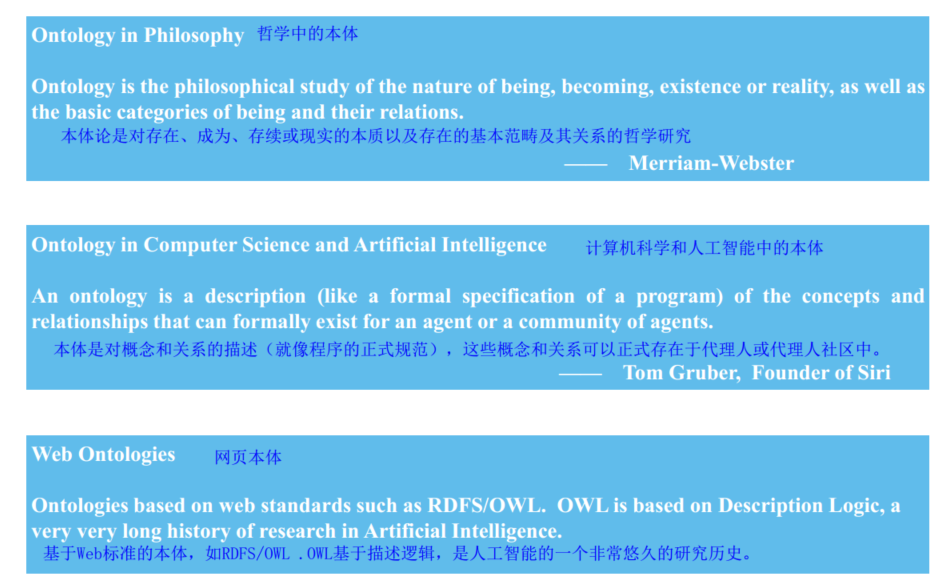 Ontology in Philosophy 哲学中的本体
Ontology is the philosophical study of the nature of being, becoming, existence or reality, as well as
the basic categories of being and their relations.
本体论是对存在、成为、存续或现实的本质以及存在的基本范畴及其关系的哲学研究
—— Merriam-Webster
Ontology in Computer Science and Artificial Intelligence 计算机科学和人工智能中的本体
An ontology is a description (like a formal specification of a program) of the concepts and
relationships that can formally exist for an agent or a community of agents.
本体是对概念和关系的描述（就像程序的正式规范），这些概念和关系可以正式存在于代理人或代理人社区中。
—— Tom Gruber, Founder of Siri
Web Ontologies 网页本体
Ontologies based on web standards such as RDFS/OWL. OWL is based on Description Logic, a
very very long history of research in Artificial Intelligence.
基于Web标准的本体，如RDFS/OWL .OWL基于描述逻辑，是人工智能的一个非常悠久的研究历史。